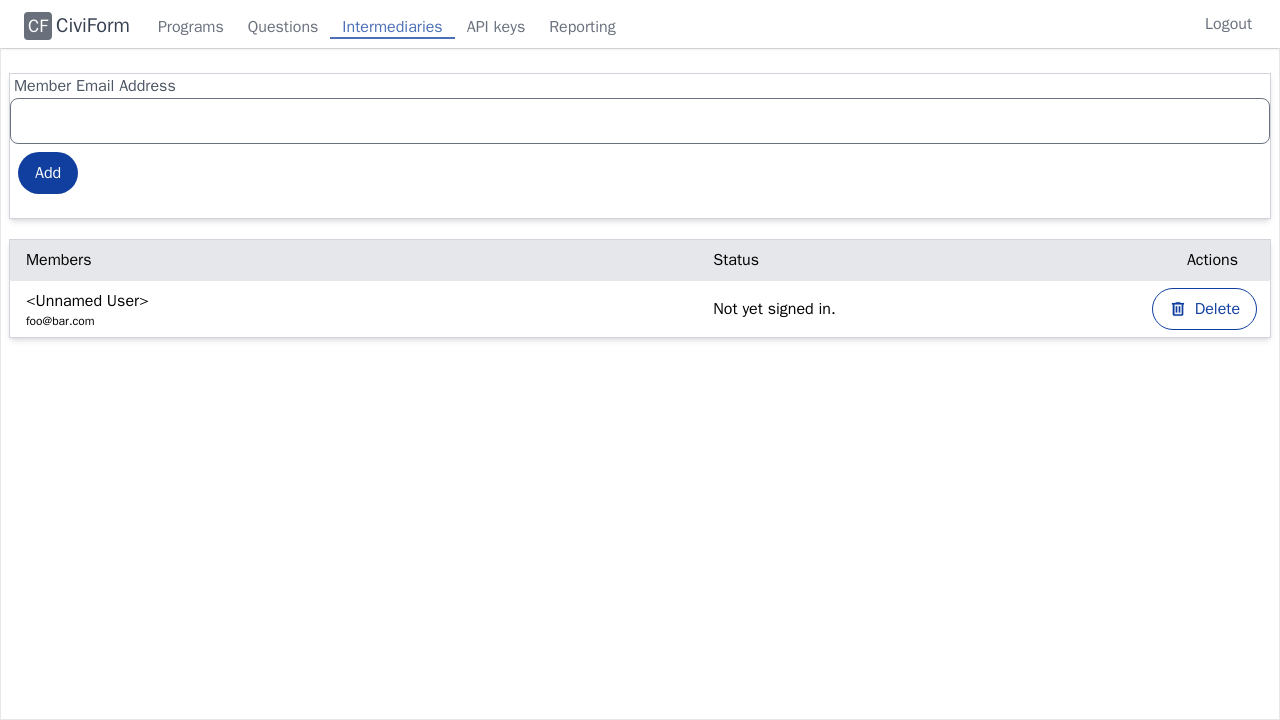 CF CiviForm Programs Questions Intermediaries API keys Reporting Logout
Member Email Address
Add
Members Status Actions
<Unnamed User>
foo@bar.com
Not yet signed in.
Delete